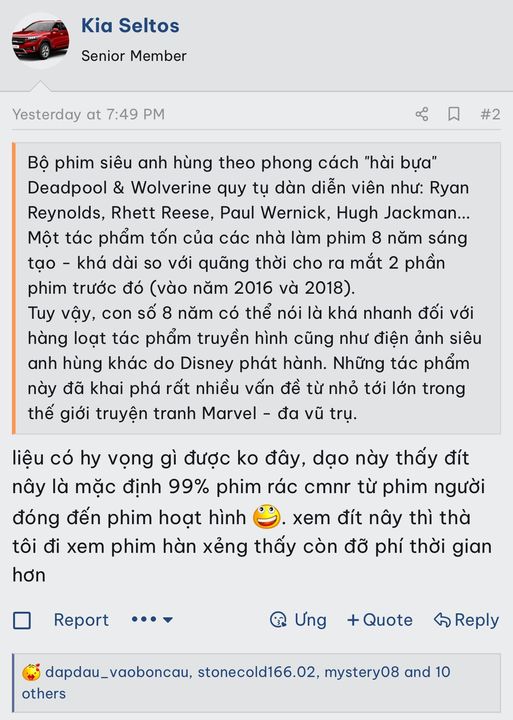 Kia Seltos
Senior Member
Yesterday at 7:49 PM
#2
Bộ phim siêu anh hùng theo phong cách "hài bựa"
Deadpool & Wolverine quy tụ dàn diễn viên như: Ryan
Reynolds, Rhett Reese, Paul Wernick, Hugh Jackman...
Một tác phẩm tốn của các nhà làm phim 8 năm sáng
tạo - khá dài so với quãng thời cho ra mắt 2 phần
phim trước đó (vào năm 2016 và 2018).
Tuy vậy, con số 8 năm có thể nói là khá nhanh đối với
hàng loạt tác phẩm truyền hình cũng như điện ảnh siêu
anh hùng khác do Disney phát hành. Những tác phẩm
này đã khai phá rất nhiều vấn đề từ nhỏ tới lớn trong
thế giới truyện tranh Marvel - đa vũ trụ.
liệu có hy vọng gì được ko đây, dạo này thấy đít
nây là mặc định 99% phim rác cmnr từ phim người
đóng đến phim hoạt hình. xem đít nây thì thà
tôi đi xem phim hàn xẻng thấy còn đỡ phí thời gian
hơn
Report
Ưng
+Quote
Reply
dapdau_vaoboncau, stonecold166.02, mystery08 and 10
others